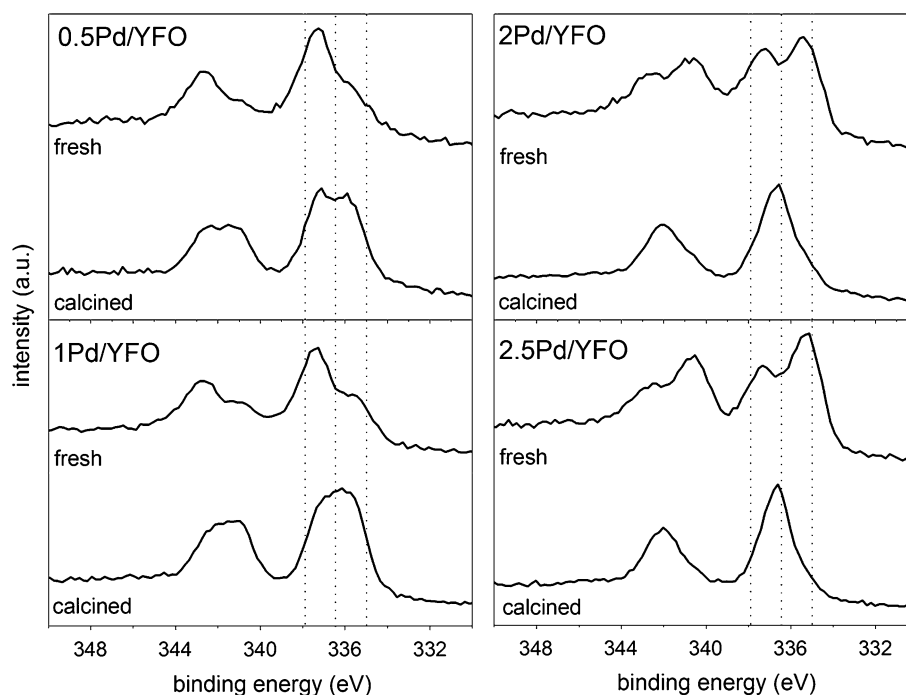 0.5Pd/YFO
fresh
calcined
2Pd/YFO
fresh
calcined
1Pd/YFO
fresh
calcined
2.5Pd/YFO
fresh
calcined
intensity (a.u.)
348 344 340 336 332
348 344 340 336 332
binding energy (eV)
binding energy (eV)